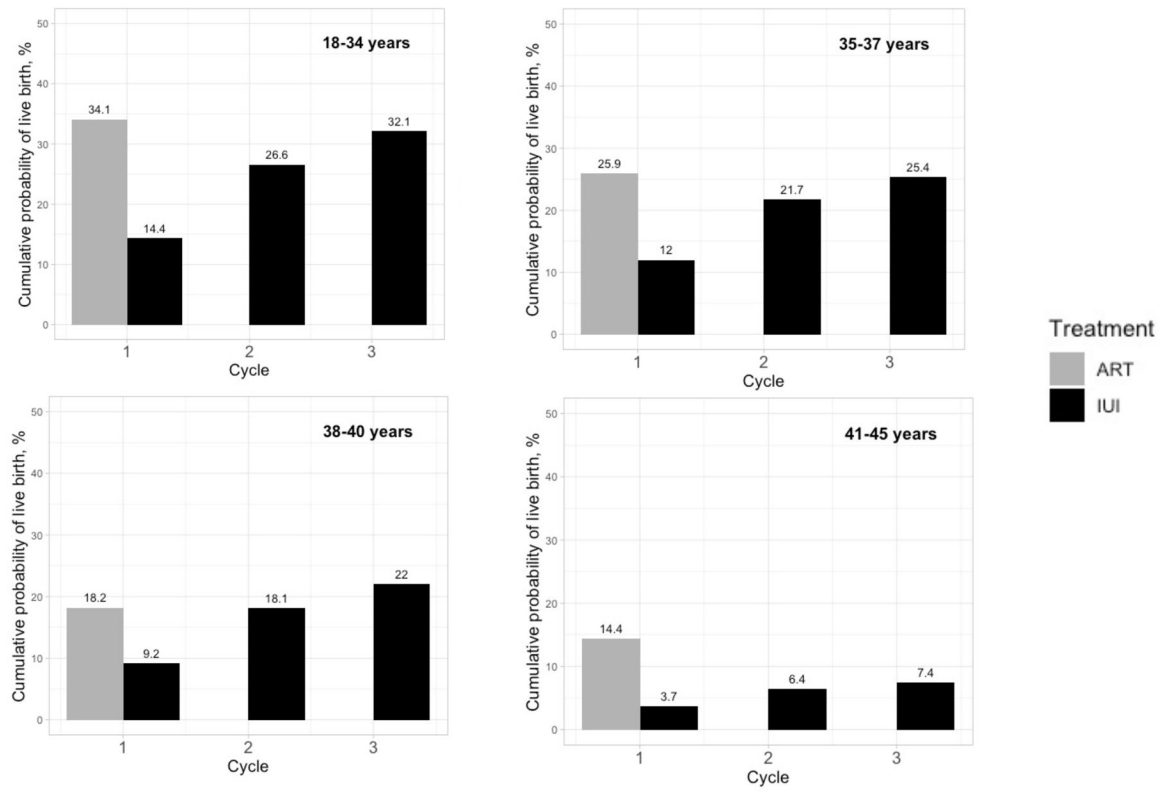 18-34 years
Cumulative probability of live birth, %
50
40
30
20
10
0
34.1
14.4
26.6
32.1
1 2 3
Cycle
35-37 years
Cumulative probability of live birth, %
50
40
30
20
10
0
25.9
12
21.7
25.4
1 2 3
Cycle
Treatment
ART
IUI
38-40 years
Cumulative probability of live birth, %
50
40
30
20
10
0
18.2
9.2
18.1
22
1 2 3
Cycle
41-45 years
Cumulative probability of live birth, %
50
40
30
20
10
0
14.4
3.7
6.4
7.4
1 2 3
Cycle